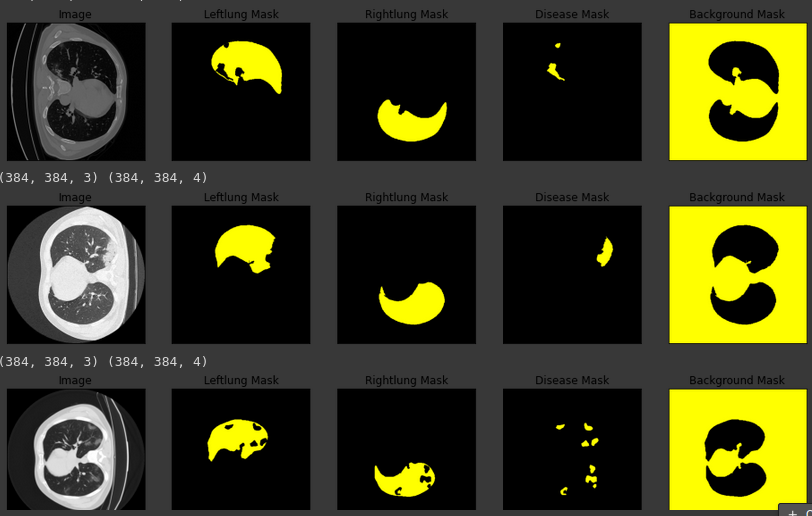 Image Leftlung Mask Rightlung Mask Disease Mask Background Mask
(384, 384, 3) (384, 384, 4)
Image Leftlung Mask Rightlung Mask Disease Mask Background Mask
(384, 384, 3) (384, 384, 4)
Image Leftlung Mask Rightlung Mask Disease Mask Background Mask
+